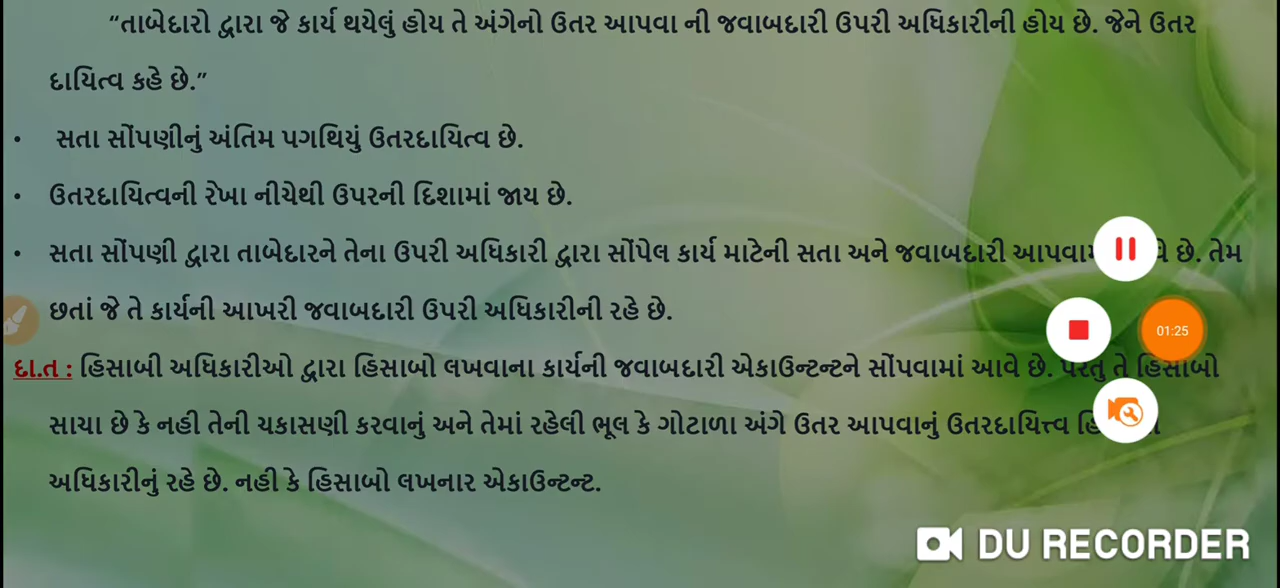 “તાબેદારો દ્વારા જે કાર્ય થયેલું હોય તે અંગેનો ઉતર આપવા ની જવાબદારી ઉપરી અધિકારીની હોય છે. જેને ઉતર
દાયિત્વ કહે છે.”
• સતા સોંપણીનું અંતિમ પગથિયું ઉતરદાયિત્વ છે.
• ઉતરદાયિત્વની રેખા નીચેથી ઉપરની દિશામાં જાય છે.
• સતા સોંપણી દ્વારા તાબેદારને તેના ઉપરી અધિકારી દ્વારા સોંપેલ કાર્ય માટેની સતા અને જવાબદારી છે. તેમ
છતાં જે તે કાર્યની આખરી જવાબદારી ઉપરી અધિકારીની રહે છે.
01:25
દા.ત : હિસાબી અધિકારીઓ દ્વારા હિસાબો લખવાના કાર્યની જવાબદારી એકાઉન્ટન્ટને સોંપવામાં આવે છે. પરંતુ તે હિસાબો
સાચા છે કે નહી તેની ચકાસણી કરવાનું અને તેમાં રહેલી ભૂલ કે ગોટાળા અંગે ઉતર આપવાનું ઉતરદાયિત્ત્વ
અધિકારીનું રહે છે. નહી કે હિસાબો લખનાર એકાઉન્ટન્ટ.
DU RECORDER